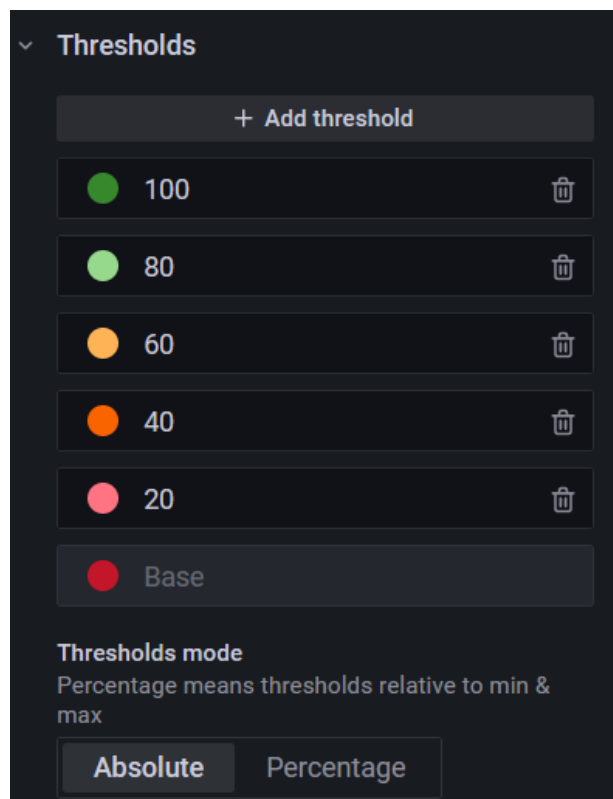 Thresholds
+ Add threshold
100
80
60
40
20
Base
Thresholds mode
Percentage means thresholds relative to min &
max
Absolute Percentage